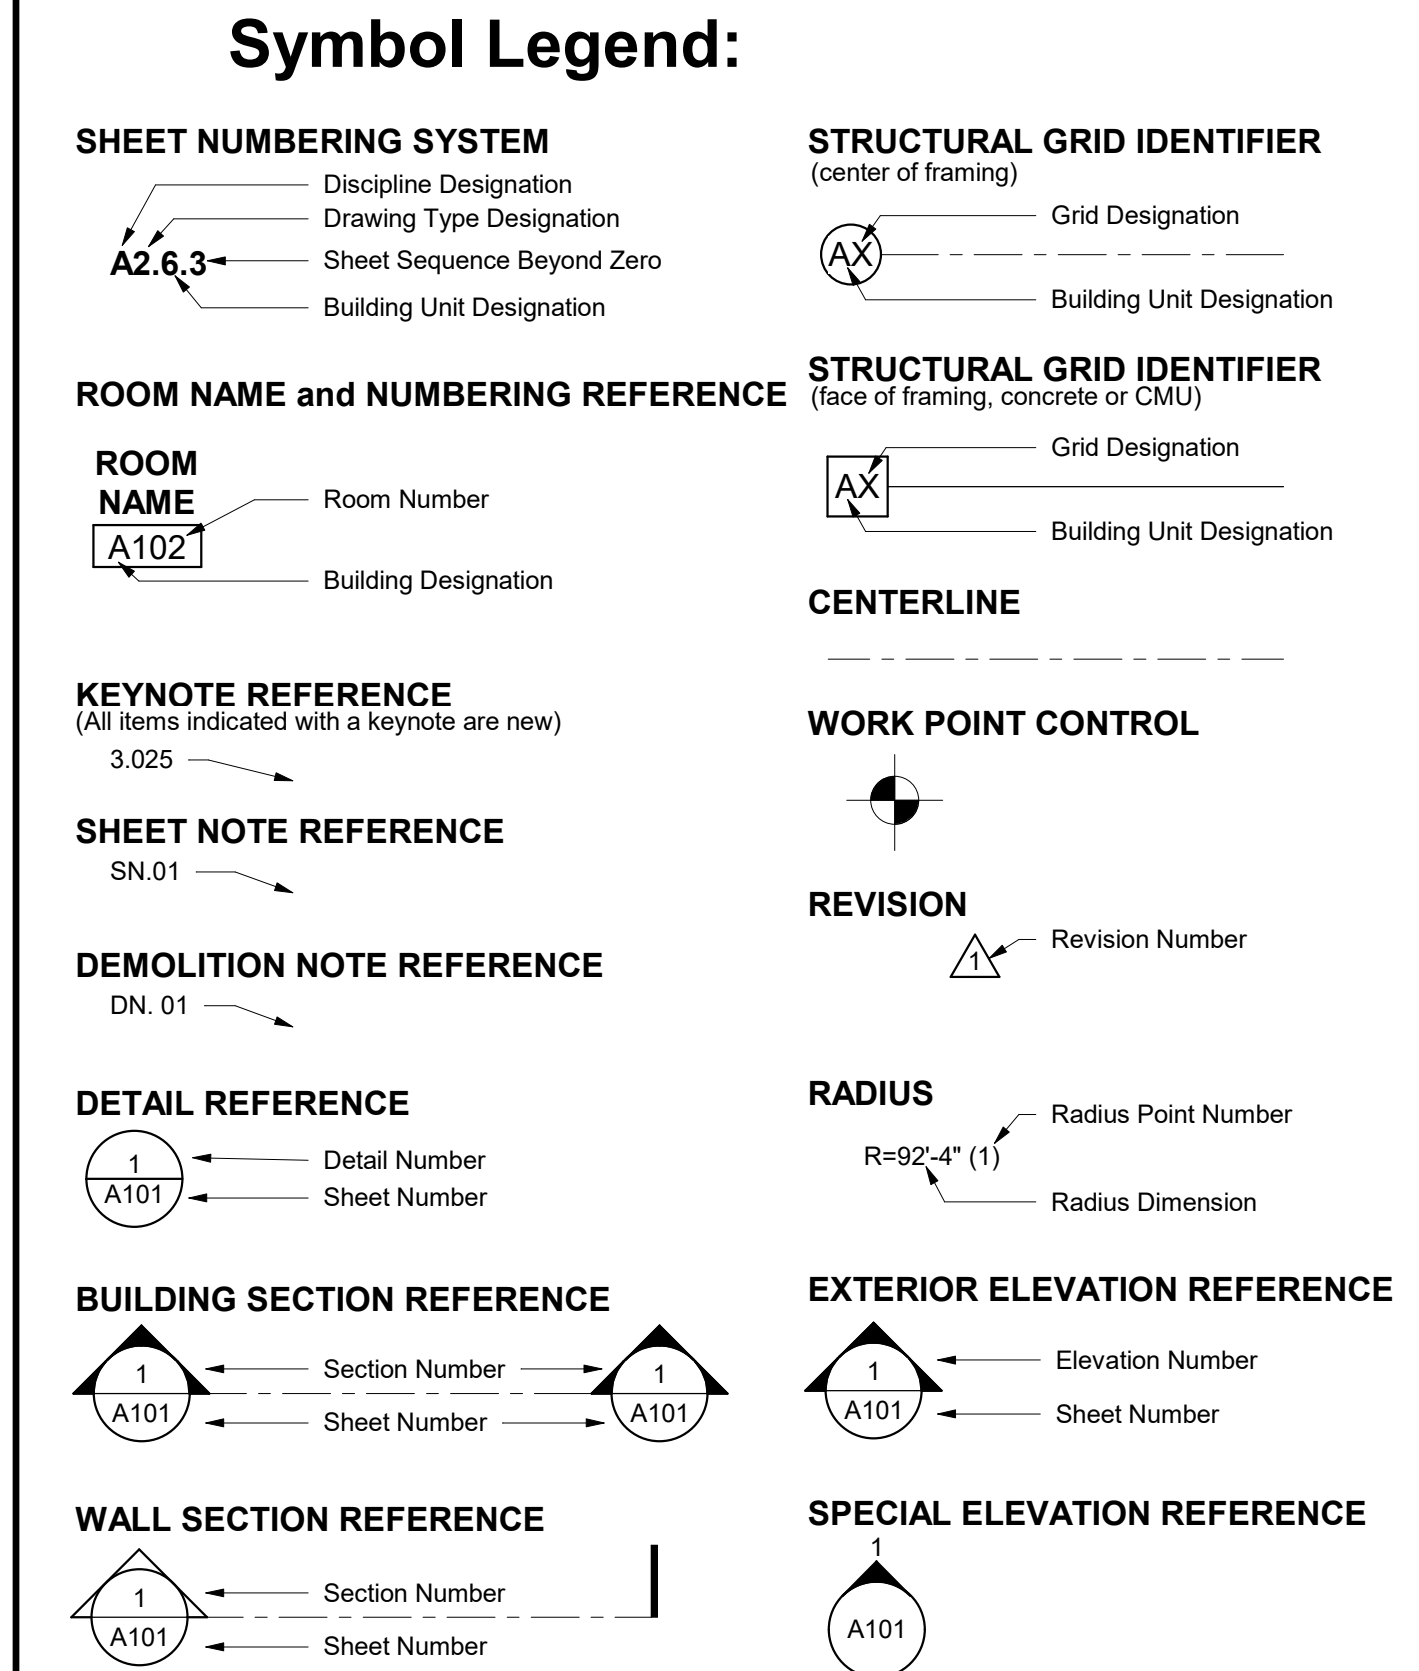 Symbol Legend:
SHEET NUMBERING SYSTEM
Discipline Designation
Drawing Type Designation
A2.6.3
Sheet Sequence Beyond Zero
Building Unit Designation
ROOM NAME and NUMBERING REFERENCE
ROOM
NAME
Room Number
A102
Building Designation
KEYNOTE REFERENCE
(All items indicated with a keynote are new)
3.025
SHEET NOTE REFERENCE
SN.01
DEMOLITION NOTE REFERENCE
DN. 01
DETAIL REFERENCE
1
Detail Number
A101
Sheet Number
BUILDING SECTION REFERENCE
1
Section Number
1
A101
Sheet Number
A101
WALL SECTION REFERENCE
1
Section Number
A101
Sheet Number
STRUCTURAL GRID IDENTIFIER
(center of framing)
Grid Designation
AX
Building Unit Designation
STRUCTURAL GRID IDENTIFIER
(face of framing, concrete or CMU)
Grid Designation
AX
Building Unit Designation
CENTERLINE
WORK POINT CONTROL
REVISION
Revision Number
1
RADIUS
Radius Point Number
R=92'-4" (1)
Radius Dimension
EXTERIOR ELEVATION REFERENCE
1
Elevation Number
A101
Sheet Number
SPECIAL ELEVATION REFERENCE
1
A101